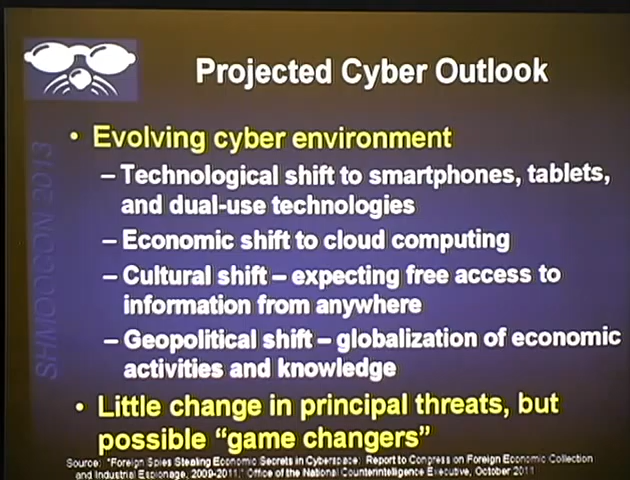 Projected Cyber Outlook
• Evolving cyber environment
– Technological shift to smartphones, tablets,
and dual-use technologies
– Economic shift to cloud computing
– Cultural shift – expecting free access to
information from anywhere
– Geopolitical shift – globalization of economic
activities and knowledge
• Little change in principal threats, but
possible “game changers”
Source: "Foreign Spies Stealing Economic Secrets in Cyberspace: Report to Congress on Foreign Economic Collection
and Industrial Espionage, 2009-2011," Office of the National Counterintelligence Executive, October 2011
SHMOOCON 2013